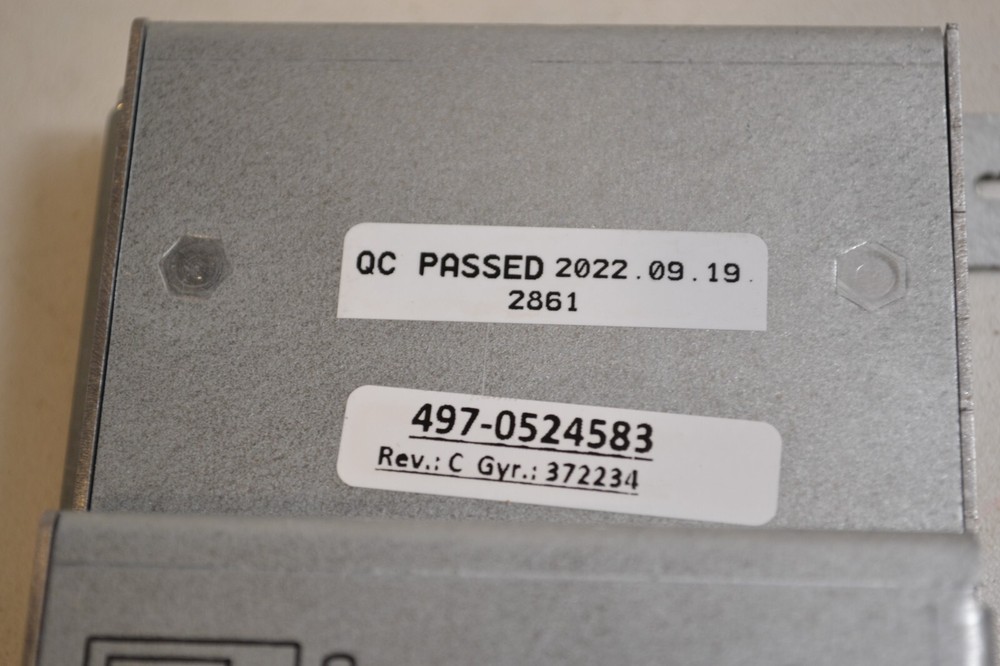 QC PASSED 2022.09.19.
2861
497-0524583
Rev.: C Gyr.: 372234